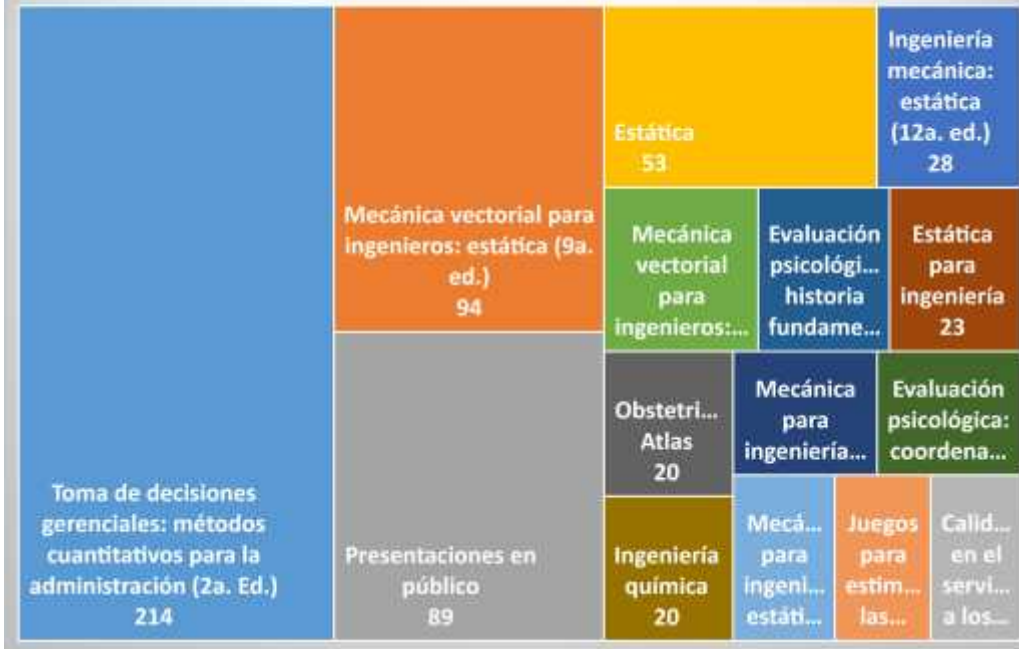 Toma de decisiones
gerenciales: métodos
cuantitativos para la
administración (2a. Ed.)
214
Mecánica vectorial para
ingenieros: estática (9a.
ed.)
94
Presentaciones en
público
89
Estática
53
Ingeniería
mecánica:
estática
(12a. ed.)
28
Mecánica
vectorial
para
ingenieros:...
Evaluación
psicológi...
historia
fundame...
Estática
para
ingeniería
23
Obstetri...
Atlas
20
Mecánica
para
ingeniería...
Evaluación
psicológica:
coordena...
Ingeniería
química
20
Mecá...
para
ingeni...
estáti...
Juegos
para
estim...
las...
Calid...
en el
servi...
a los...